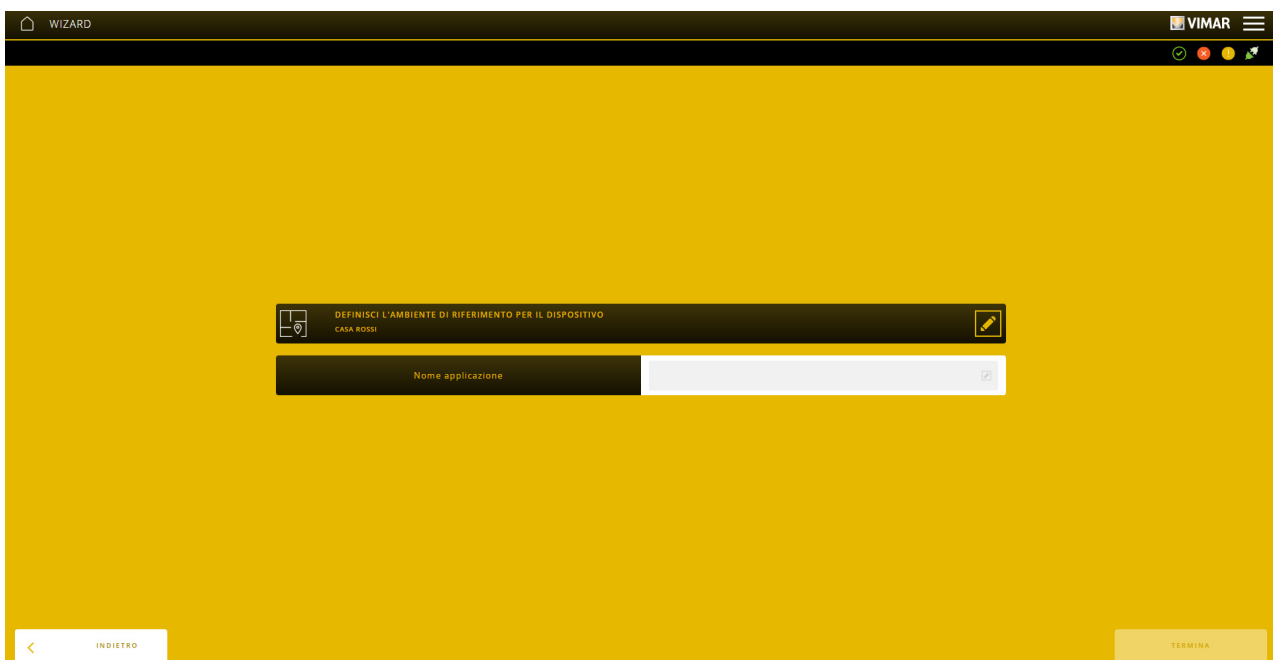 WIZARD
VIMAR
DEFINISCI L'AMBIENTE DI RIFERIMENTO PER IL DISPOSITIVO
CASA ROSSI
Nome applicazione
INDIETRO
TERMINA